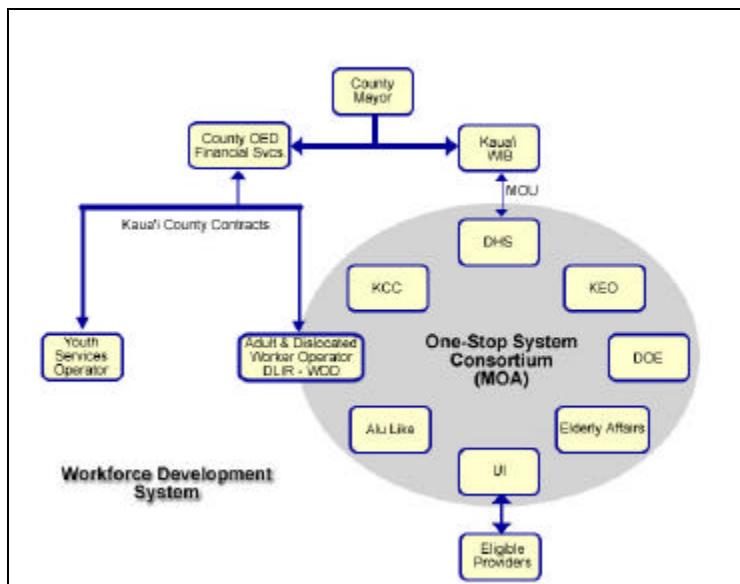 County
Mayor
County OED
Financial Svcs.
Kaua'i
WIB
MOU
Kaua'i County Contracts
DHS
KCC
KEO
Youth
Services
Operator
Adult & Dislocated
Worker Operator
DLIR - WDD
One-Stop System
Consortium
(MOA)
DOE
Alu Like
Elderly Affairs
UI
Workforce Development
System
Eligible
Providers